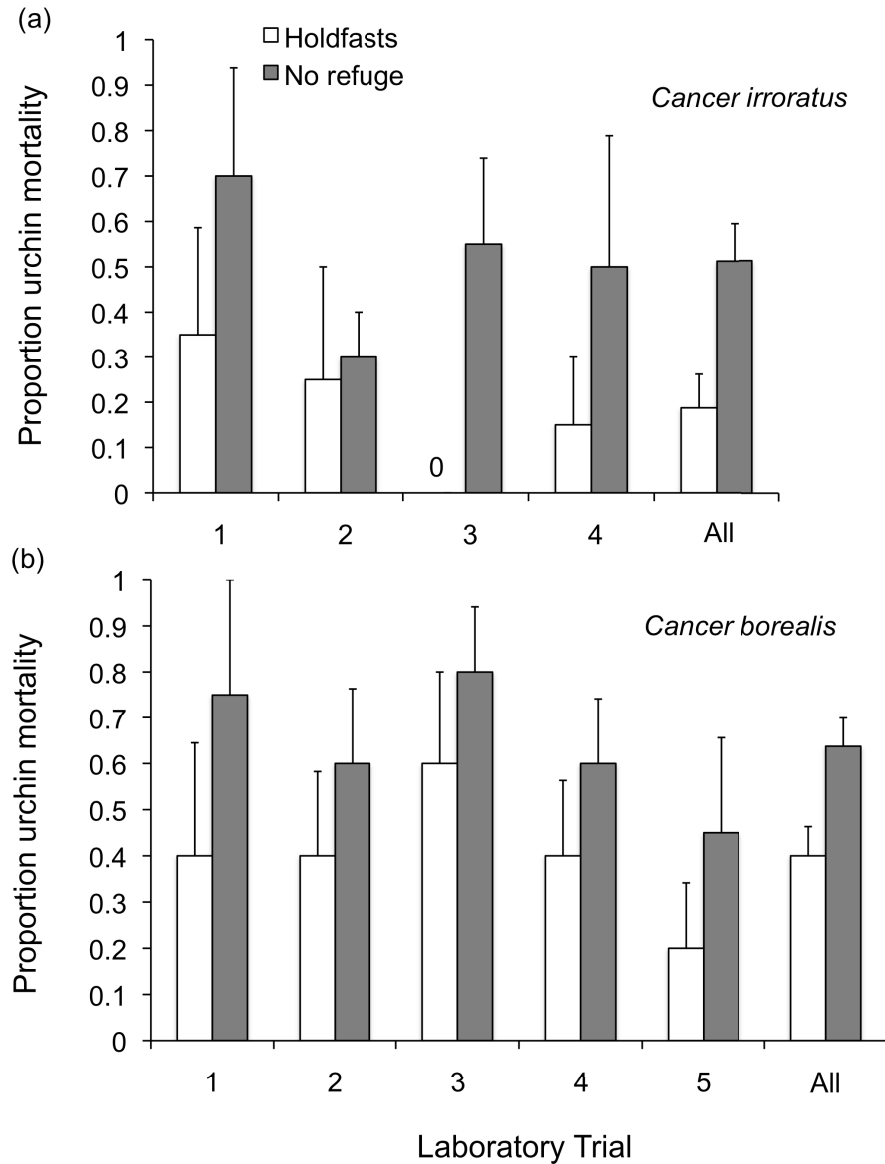 (a)
Holdfasts
No refuge
Cancer irroratus
Proportion urchin mortality
1
0.9
0.8
0.7
0.6
0.5
0.4
0.3
0.2
0.1
0
0
1 2 3 4 All
(b)
Cancer borealis
Proportion urchin mortality
1
0.9
0.8
0.7
0.6
0.5
0.4
0.3
0.2
0.1
0
1 2 3 4 5 All
Laboratory Trial